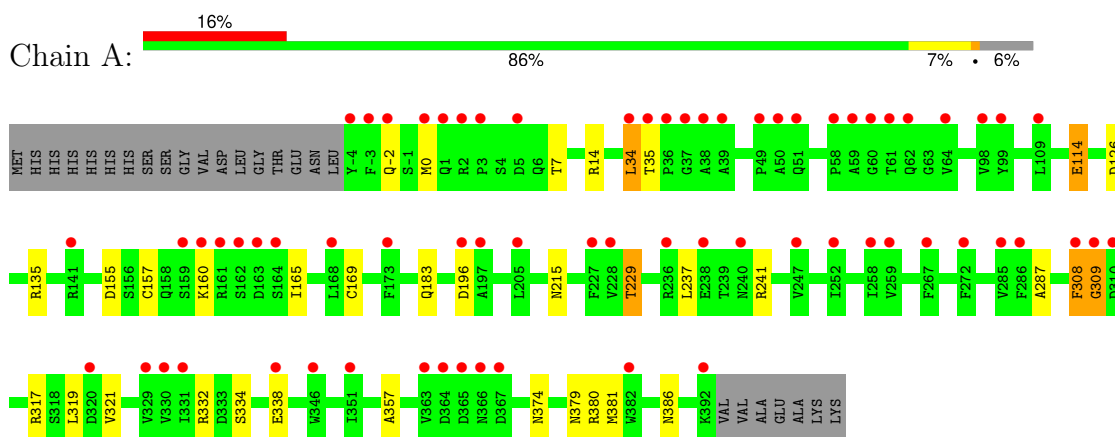 16%
Chain A:
86% 7% • 6%
MET HIS HIS HIS HIS HIS HIS SER SER GLY VAL ASP LEU GLY THR GLU ASN LEU Y-4 F-3 Q-2 S-1 M0 Q1 R2 P3 S4 D5 Q6 T7 R14 L34 T35 P36 G37 A38 A39 P49 A50 Q51 P58 A59 G60 T61 Q62 G63 V64 V98 Y99 L109 E114 D126
R135 R141 D155 S156 C157 Q158 S159 K160 R161 S162 D163 S164 I165 L168 C169 F173 Q183 D196 A197 L205 N215 F227 V228 T229 R236 L237 E238 T239 N240 R241 V247 I252 I258 V259 F267 F272 V285 F286 A287 F308 G309 D310
R317 S318 L319 D320 V321 V329 V330 I331 R332 D333 S334 E338 W346 I351 A357 V363 D364 D365 N366 D367 N374 N379 R380 M381 W382 N386 K392 VAL VAL ALA GLU ALA LYS LYS